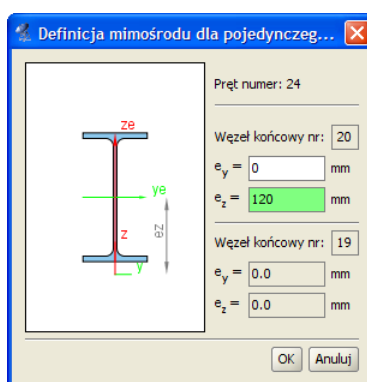 Definicja mimośrodu dla pojedynczeg...
Pręt numer: 24
ze
ye
z
ez
y
Węzeł końcowy nr: 20
ey = 0 mm
ez = 120 mm
Węzeł końcowy nr: 19
ey = 0.0 mm
ez = 0.0 mm
OK Anuluj